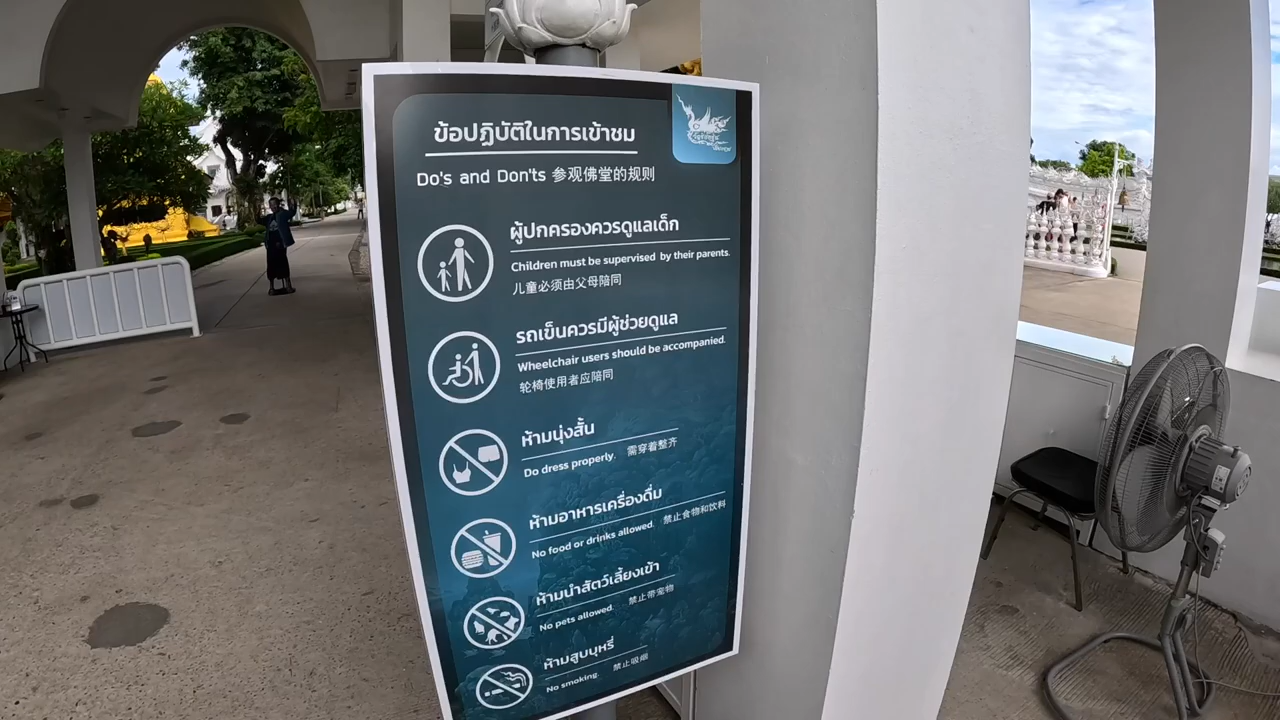 ข้อปฏิบัติในการเข้าชม
Do's and Don'ts 参观佛堂的规则
ผู้ปกครองควรดูแลเด็ก
Children must be supervised by their parents.
儿童必须由父母陪同
รถเข็นควรมีผู้ช่วยดูแล
Wheelchair users should be accompanied.
轮椅使用者应陪同
ห้ามนุ่งสั้น
Do dress properly. 需穿着整齐
ห้ามอาหารเครื่องดื่ม
No food or drinks allowed. 禁止食物和饮料
ห้ามนำสัตว์เลี้ยงเข้า
No pets allowed. 禁止带宠物
ห้ามสูบบุหรี่
No smoking. 禁止吸烟